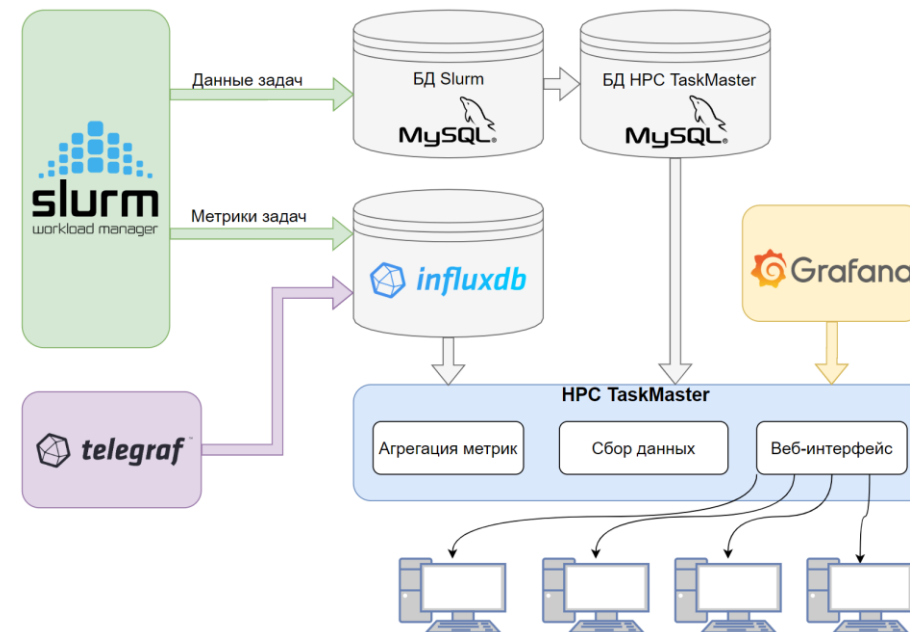 Данные задач
БД Slurm
MySQL®
БД HPC TaskMaster
MySQL®
slurm
workload manager
Метрики задач
influxdb
Grafana
telegraf™
HPC TaskMaster
Агрегация метрик
Сбор данных
Веб-интерфейс